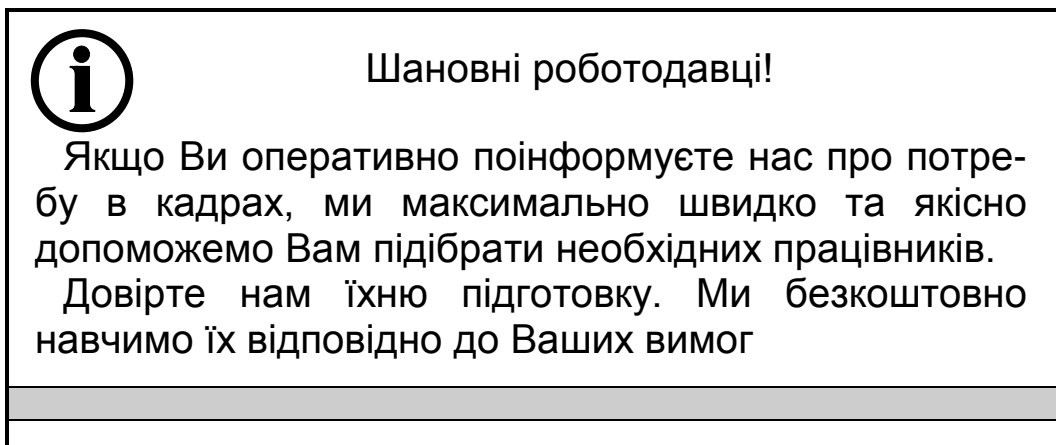 Шановні роботодавці!
Якщо Ви оперативно поінформуєте нас про потре-
бу в кадрах, ми максимально швидко та якісно
допоможемо Вам підібрати необхідних працівників.
Довірте нам їхню підготовку. Ми безкоштовно
навчимо їх відповідно до Ваших вимог